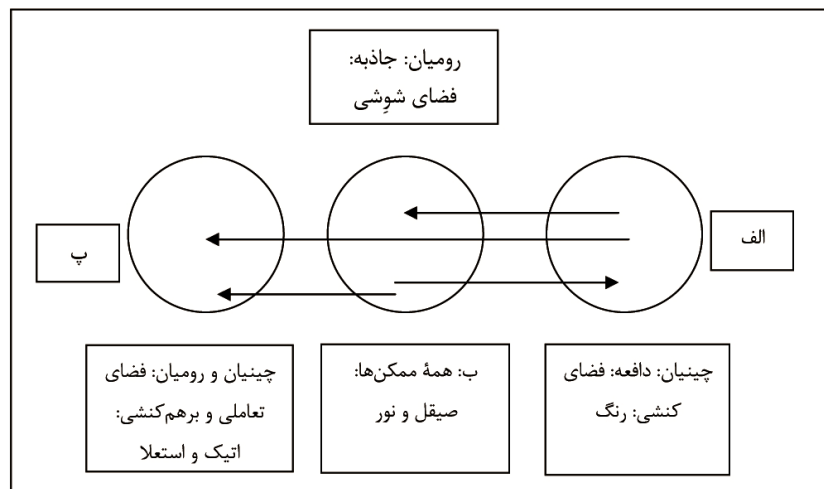 رومیان: جاذبه:
فضای شوِشی
الف
پ
چینیان: دافعه: فضای
کنشی: رنگ
ب: همۀ ممکن‌ها:
صیقل و نور
چینیان و رومیان: فضای
تعاملی و برهم‌کنشی:
اتیک و استعلا